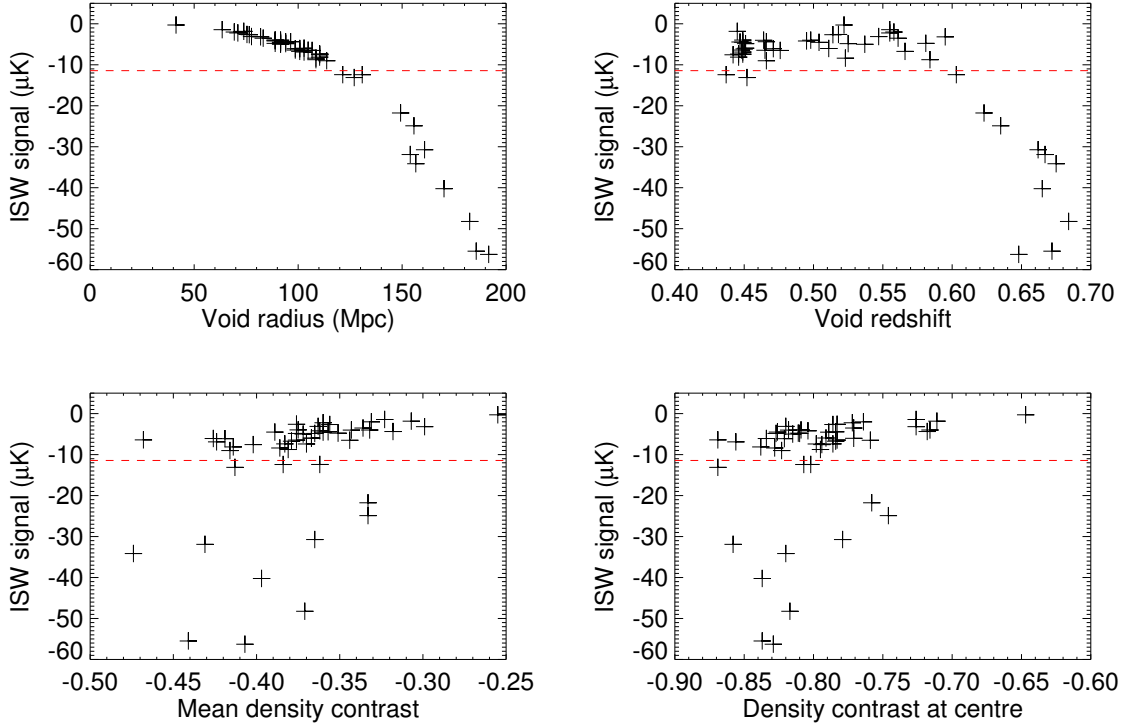 0
-10
-20
-30
-40
-50
-60
ISW signal (μK)
0 50 100 150 200
Void radius (Mpc)
0
-10
-20
-30
-40
-50
-60
ISW signal (μK)
0.40 0.45 0.50 0.55 0.60 0.65 0.70
Void redshift
0
-10
-20
-30
-40
-50
-60
ISW signal (μK)
-0.50 -0.45 -0.40 -0.35 -0.30 -0.25
Mean density contrast
0
-10
-20
-30
-40
-50
-60
ISW signal (μK)
-0.90 -0.85 -0.80 -0.75 -0.70 -0.65 -0.60
Density contrast at centre